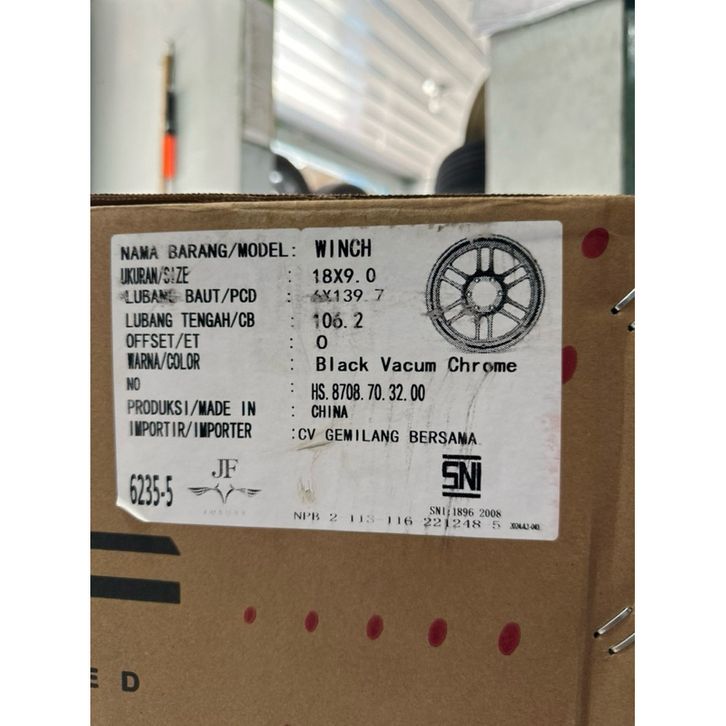 NAMA BARANG/MODEL: WINCH
UKURAN/SIZE : 18X9.0
LUBANG BAUT/PCD : 6X139.7
LUBANG TENGAH/CB : 106.2
OFFSET/ET : 0
WARNA/COLOR : Black Vacum Chrome
NO : HS.8708.70.32.00
PRODUKSI/MADE IN : CHINA
IMPORTIR/IMPORTER :CV GEMILANG BERSAMA
6235-5
JF
SNI
SNI:1896 2008
NPB 2 113-116 221248 5
E D